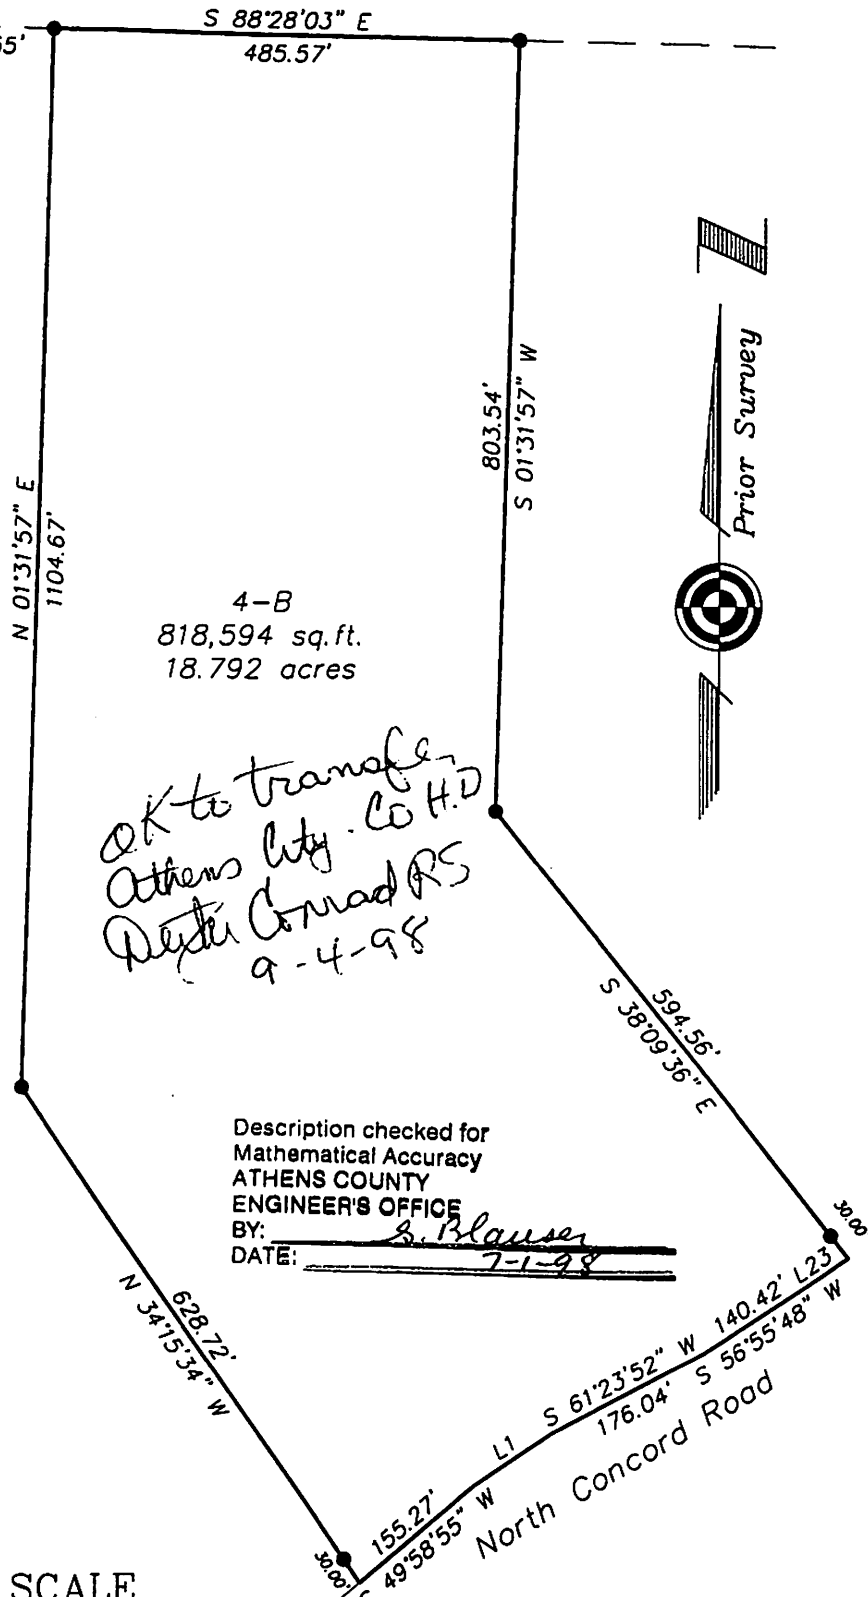 S 88°28'03" E
485.57'
55'
803.54'
S 01°31'57" W
N 01°31'57" E
1104.67'
Prior Survey
4-B
818,594 sq.ft.
18.792 acres
OK to transfer
Athens City. Co H.D
Conrad RS
9-4-98
594.56'
S 38°09'36" E
Description checked for
Mathematical Accuracy
ATHENS COUNTY
ENGINEER'S OFFICE
BY: S. Blauser
DATE: 7-1-98
30.00
L23
140.42'
S 56°55'48" W
S 61°23'52" W
176.04'
L1
North Concord Road
628.72'
N 34°15'34" W
155.27'
S 49°58'55" W
30.00'
SCALE